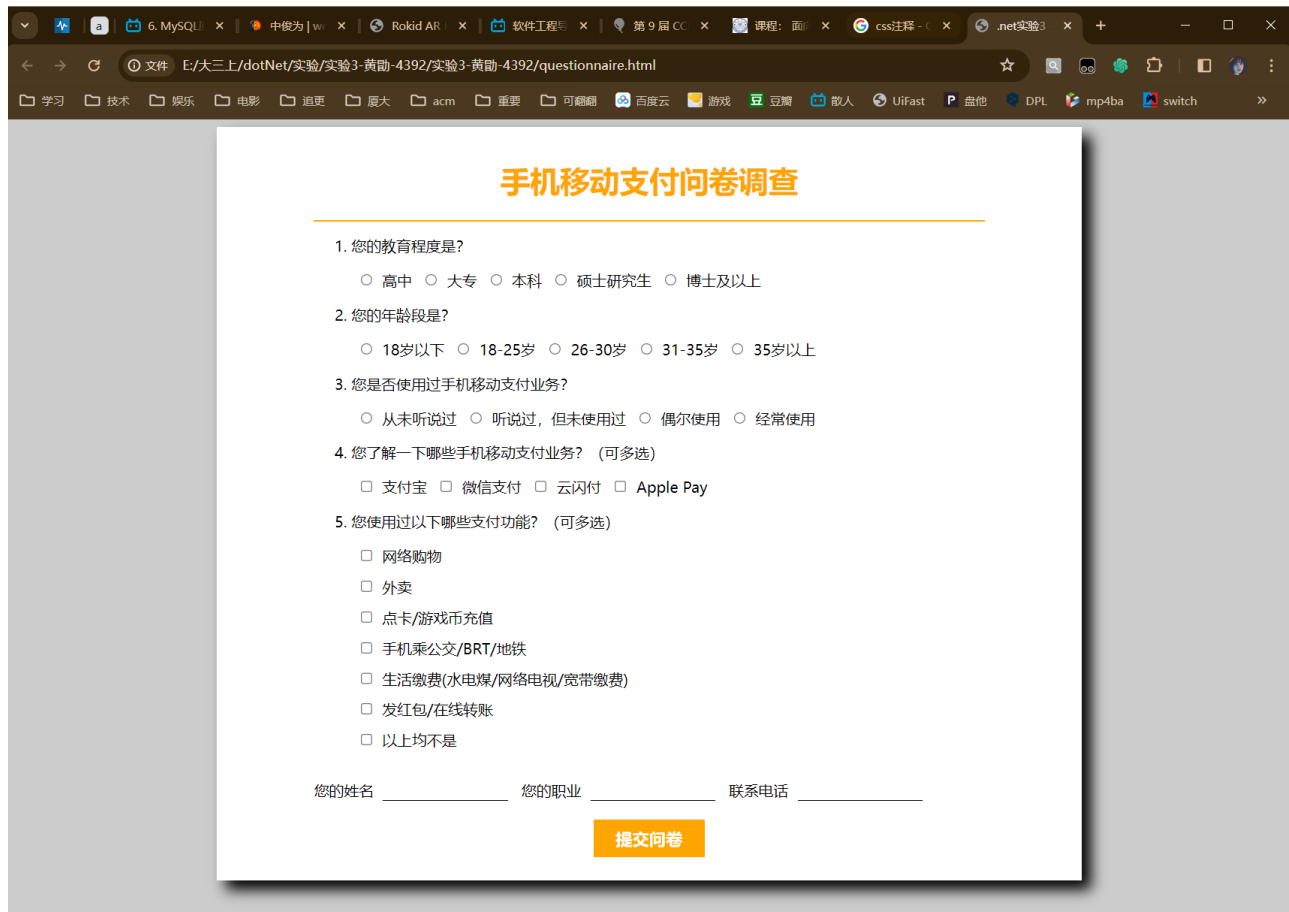 a 6. MySQL 中俊为 | w Rokid AR 软件工程导 第 9 届 CC 课程：面 css注释 - .net实验3
文件 E:/大三上/dotNet/实验/实验3-黄勖-4392/实验3-黄勖-4392/questionnaire.html
学习 技术 娱乐 电影 追更 厦大 acm 重要 可翻翻 百度云 游戏 豆 豆瓣 散人 UiFast P 盘他 DPL mp4ba switch
手机移动支付问卷调查
1. 您的教育程度是?
高中 大专 本科 硕士研究生 博士及以上
2. 您的年龄段是?
18岁以下 18-25岁 26-30岁 31-35岁 35岁以上
3. 您是否使用过手机移动支付业务?
从未听说过 听说过，但未使用过 偶尔使用 经常使用
4. 您了解一下哪些手机移动支付业务? （可多选）
支付宝 微信支付 云闪付 Apple Pay
5. 您使用过以下哪些支付功能? （可多选）
网络购物
外卖
点卡/游戏币充值
手机乘公交/BRT/地铁
生活缴费(水电煤/网络电视/宽带缴费)
发红包/在线转账
以上均不是
您的姓名 您的职业 联系电话
提交问卷